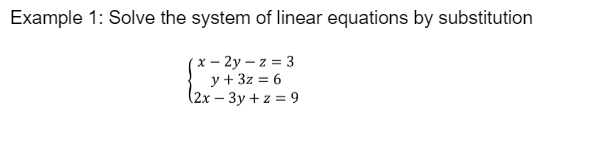 Example 1: Solve the system of linear equations by substitution
x − 2y − z = 3
y + 3z = 6
2x − 3y + z = 9